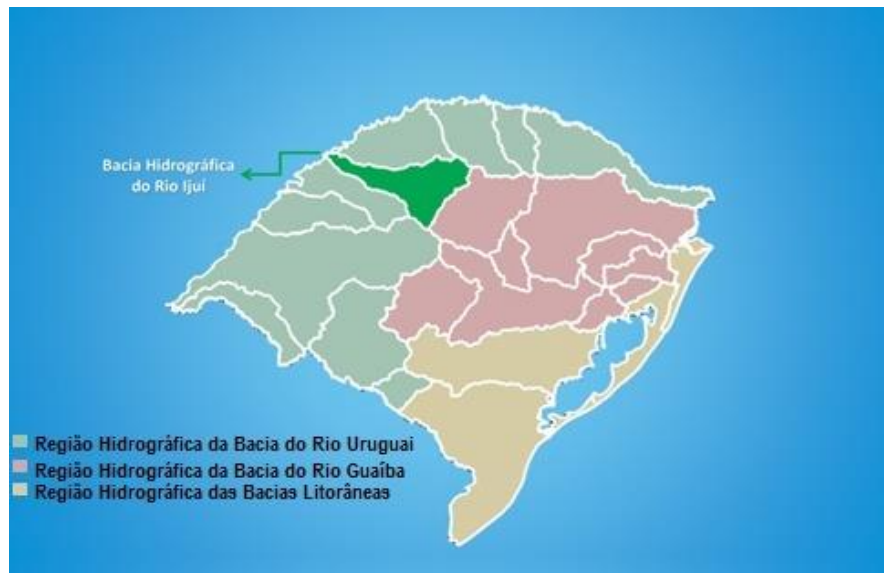 Bacia Hidrográfica
do Rio Ijuí
Região Hidrográfica da Bacia do Rio Uruguai
Região Hidrográfica da Bacia do Rio Guaíba
Região Hidrográfica das Bacias Litorâneas